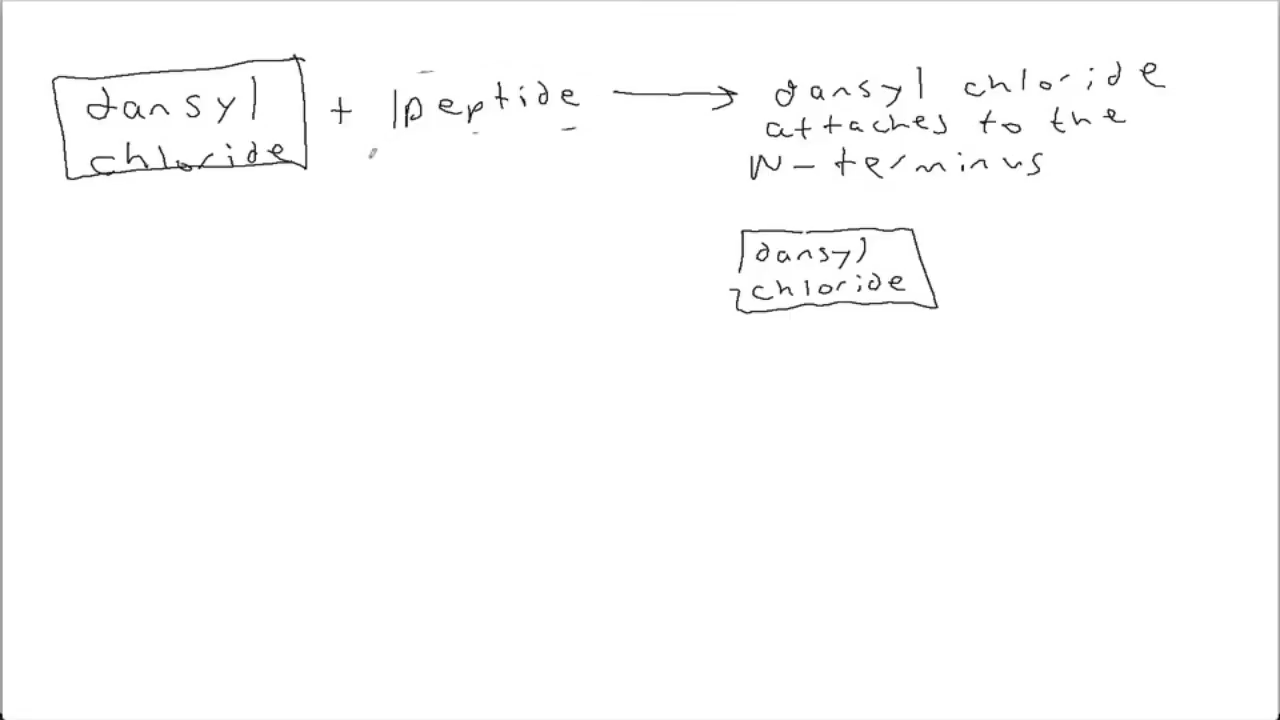 dansyl
chloride
+ peptide → dansyl chloride
attaches to the
N-terminus
dansyl
chloride